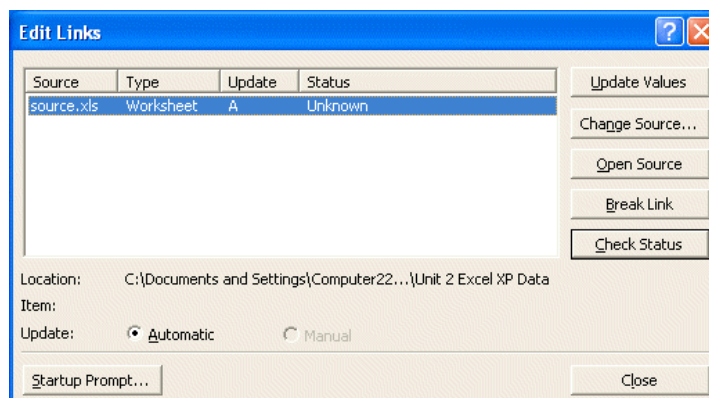 Edit Links
Source Type Update Status
source.xls Worksheet A Unknown
Update Values
Change Source...
Open Source
Break Link
Check Status
Location: C:\Documents and Settings\Computer22...\Unit 2 Excel XP Data
Item:
Update: Automatic Manual
Startup Prompt... Close